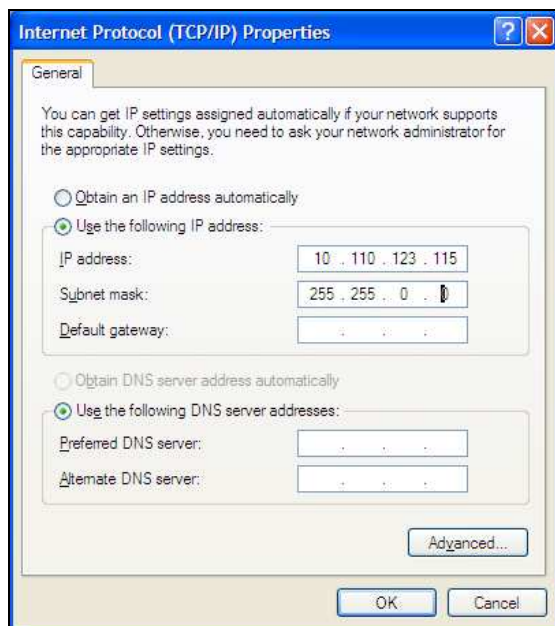 Internet Protocol (TCP/IP) Properties
General
You can get IP settings assigned automatically if your network supports
this capability. Otherwise, you need to ask your network administrator for
the appropriate IP settings.
Obtain an IP address automatically
Use the following IP address:
IP address: 10 . 110 . 123 . 115
Subnet mask: 255 . 255 . 0 . 0
Default gateway: . . .
Obtain DNS server address automatically
Use the following DNS server addresses:
Preferred DNS server: . . .
Alternate DNS server: . . .
Advanced...
OK Cancel